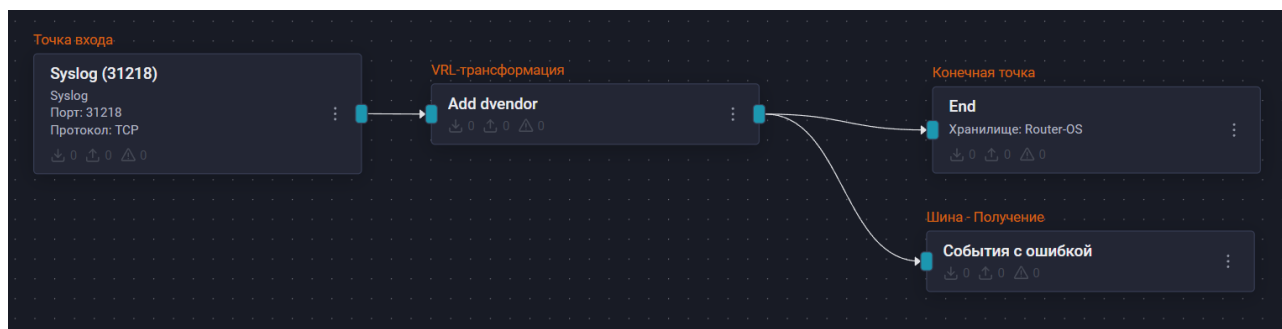 Точка входа
Syslog (31218)
Syslog
Порт: 31218
Протокол: TCP
0 0 0
VRL-трансформация
Add dvendor
0 0 0
Конечная точка
End
Хранилище: Router-OS
0 0 0
Шина - Получение
События с ошибкой
0 0 0